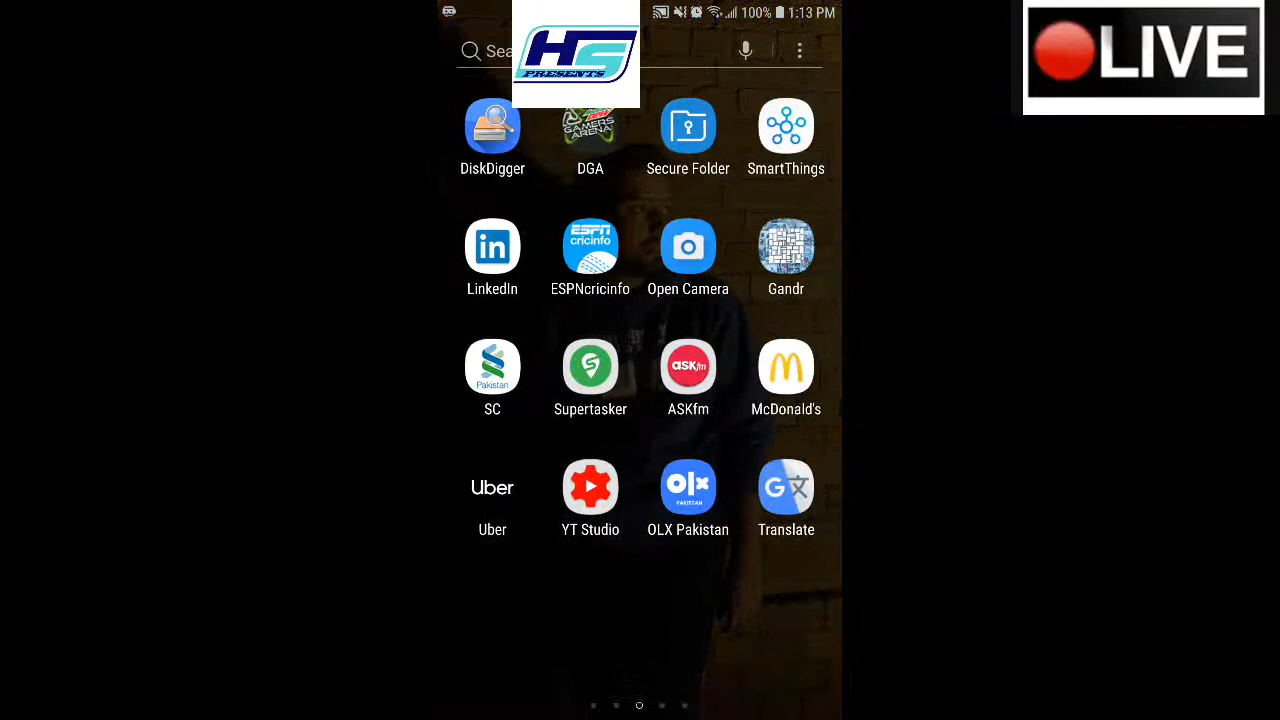 100% 1:13 PM
LIVE
Sea
HS
PRESENTS
GAMERS
ARENA
DiskDigger
DGA
Secure Folder
SmartThings
in
ESPN
cricinfo
LinkedIn
ESPNcricinfo
Open Camera
Gandr
Pakistan
ASKfm
SC
Supertasker
ASKfm
McDonald's
Uber
olx
PAKISTAN
G文
Uber
YT Studio
OLX Pakistan
Translate